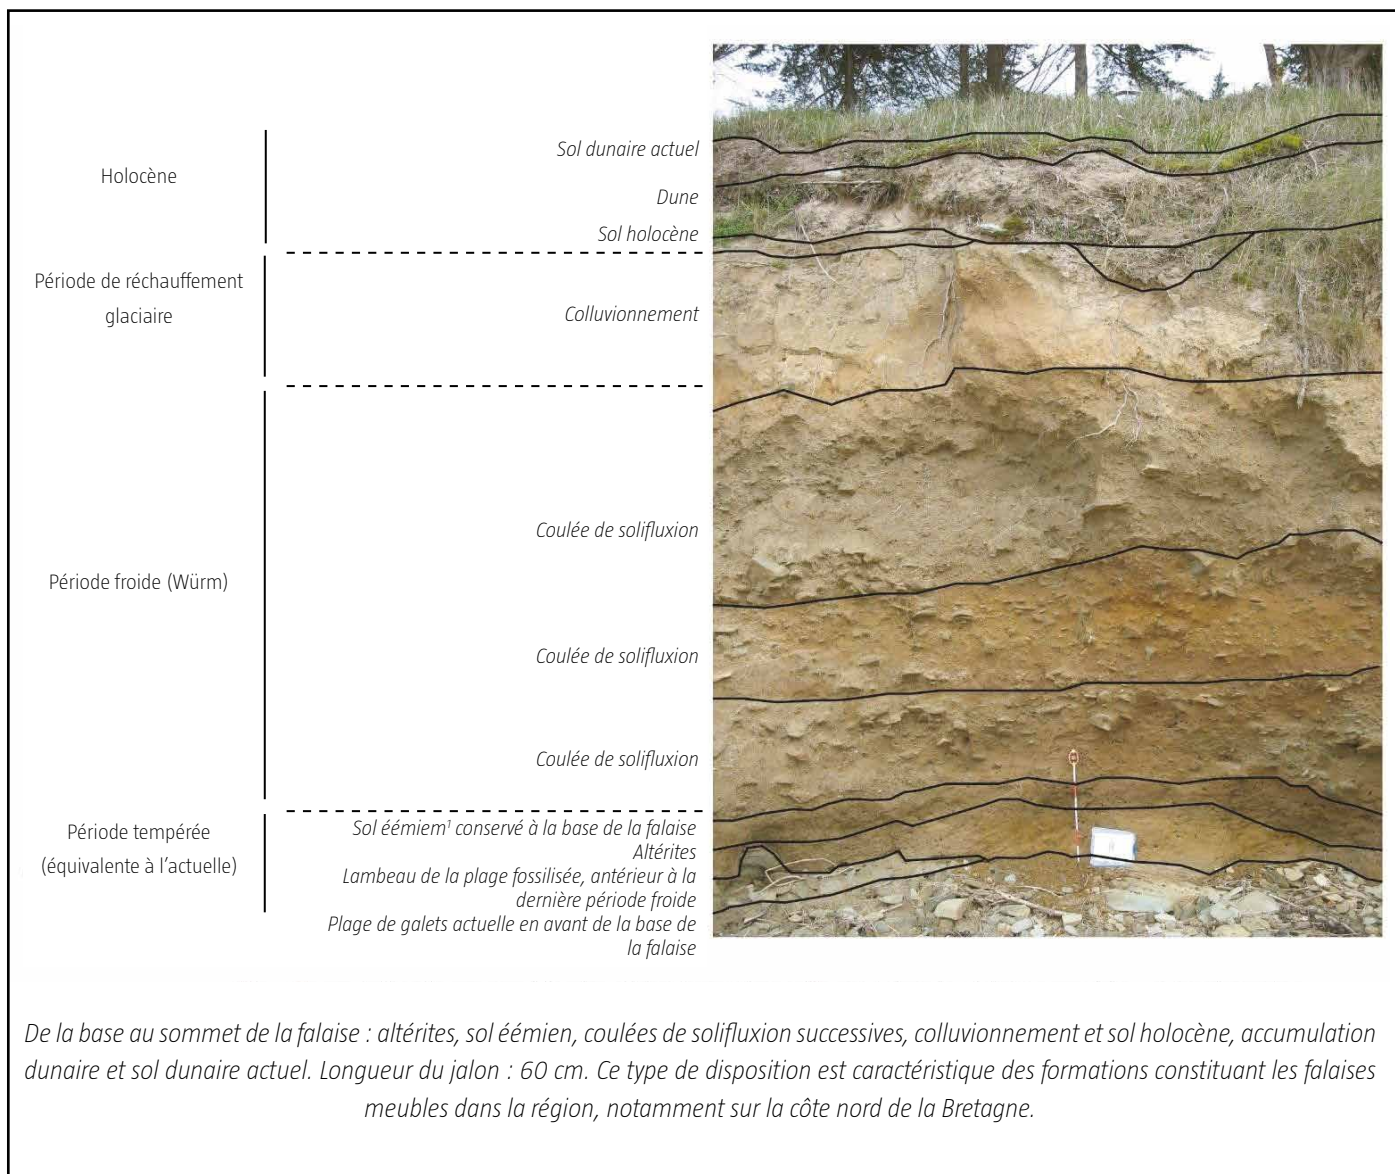 Holocène
Sol dunaire actuel
Dune
Sol holocène
Période de réchauffement
glaciaire
Colluvionnement
Période froide (Würm)
Coulée de solifluxion
Coulée de solifluxion
Coulée de solifluxion
Période tempérée
(équivalente à l'actuelle)
Sol éémiem¹ conservé à la base de la falaise
Altérites
Lambeau de la plage fossilisée, antérieur à la
dernière période froide
Plage de galets actuelle en avant de la base de
la falaise
De la base au sommet de la falaise : altérites, sol éémien, coulées de solifluxion successives, colluvionnement et sol holocène, accumulation
dunaire et sol dunaire actuel. Longueur du jalon : 60 cm. Ce type de disposition est caractéristique des formations constituant les falaises
meubles dans la région, notamment sur la côte nord de la Bretagne.